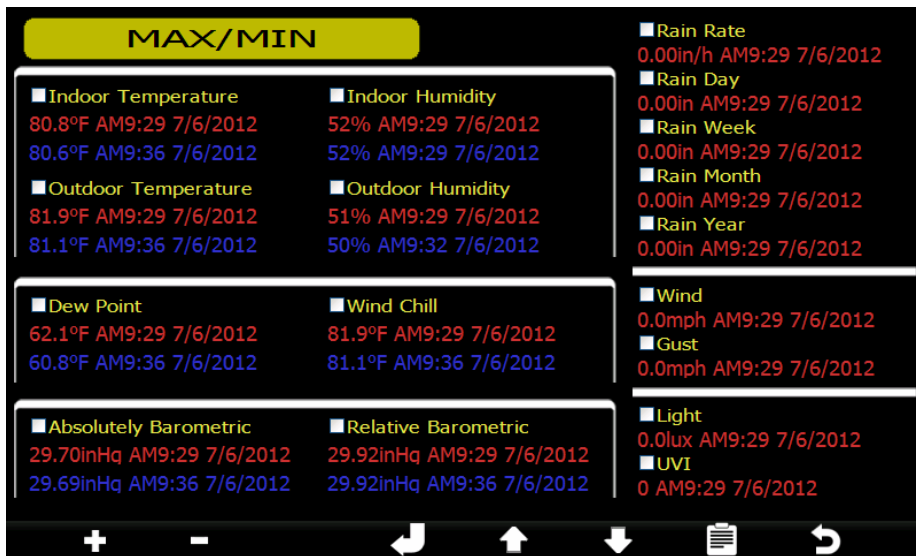 MAX/MIN
Indoor Temperature
80.8°F AM9:29 7/6/2012
80.6°F AM9:36 7/6/2012
Indoor Humidity
52% AM9:29 7/6/2012
52% AM9:29 7/6/2012
Outdoor Temperature
81.9°F AM9:29 7/6/2012
81.1°F AM9:36 7/6/2012
Outdoor Humidity
51% AM9:29 7/6/2012
50% AM9:32 7/6/2012
Dew Point
62.1°F AM9:29 7/6/2012
60.8°F AM9:36 7/6/2012
Wind Chill
81.9°F AM9:29 7/6/2012
81.1°F AM9:36 7/6/2012
Absolutely Barometric
29.70inHg AM9:29 7/6/2012
29.69inHg AM9:36 7/6/2012
Relative Barometric
29.92inHg AM9:29 7/6/2012
29.92inHg AM9:36 7/6/2012
Rain Rate
0.00in/h AM9:29 7/6/2012
Rain Day
0.00in AM9:29 7/6/2012
Rain Week
0.00in AM9:29 7/6/2012
Rain Month
0.00in AM9:29 7/6/2012
Rain Year
0.00in AM9:29 7/6/2012
Wind
0.0mph AM9:29 7/6/2012
Gust
0.0mph AM9:29 7/6/2012
Light
0.0lux AM9:29 7/6/2012
UVI
0 AM9:29 7/6/2012